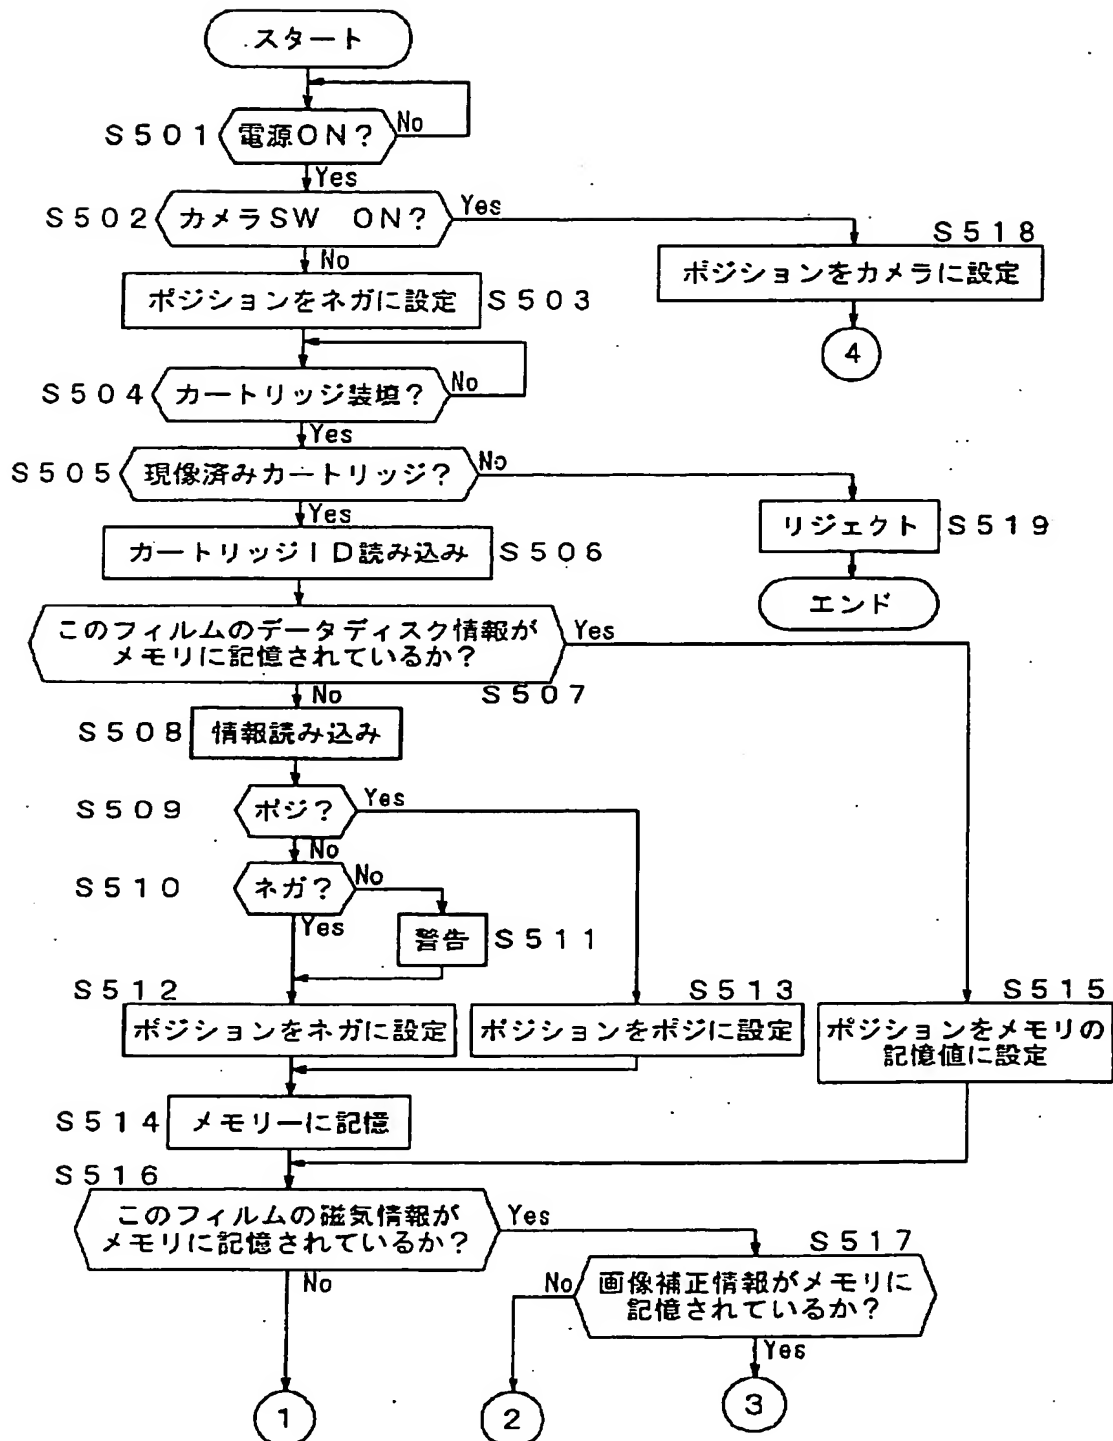 スタート
S501 電源ON? No
Yes
S502 カメラSW ON? Yes
No
S518
ポジションをカメラに設定
4
ポジションをネガに設定 S503
S504 カートリッジ装填? No
Yes
S505 現像済みカートリッジ? No
Yes
リジェクト S519
エンド
カートリッジID読み込み S506
このフィルムのデータディスク情報が
メモリに記憶されているか?
Yes
No S507
S508 情報読み込み
S509 ポジ? Yes
No
S510 ネガ? No
Yes
警告 S511
S512
ポジションをネガに設定
S513
ポジションをポジに設定
S515
ポジションをメモリの
記憶値に設定
S514 メモリーに記憶
S516
このフィルムの磁気情報が
メモリに記憶されているか?
Yes
No
S517
画像補正情報がメモリに
記憶されているか?
No
Yes
1
2
3